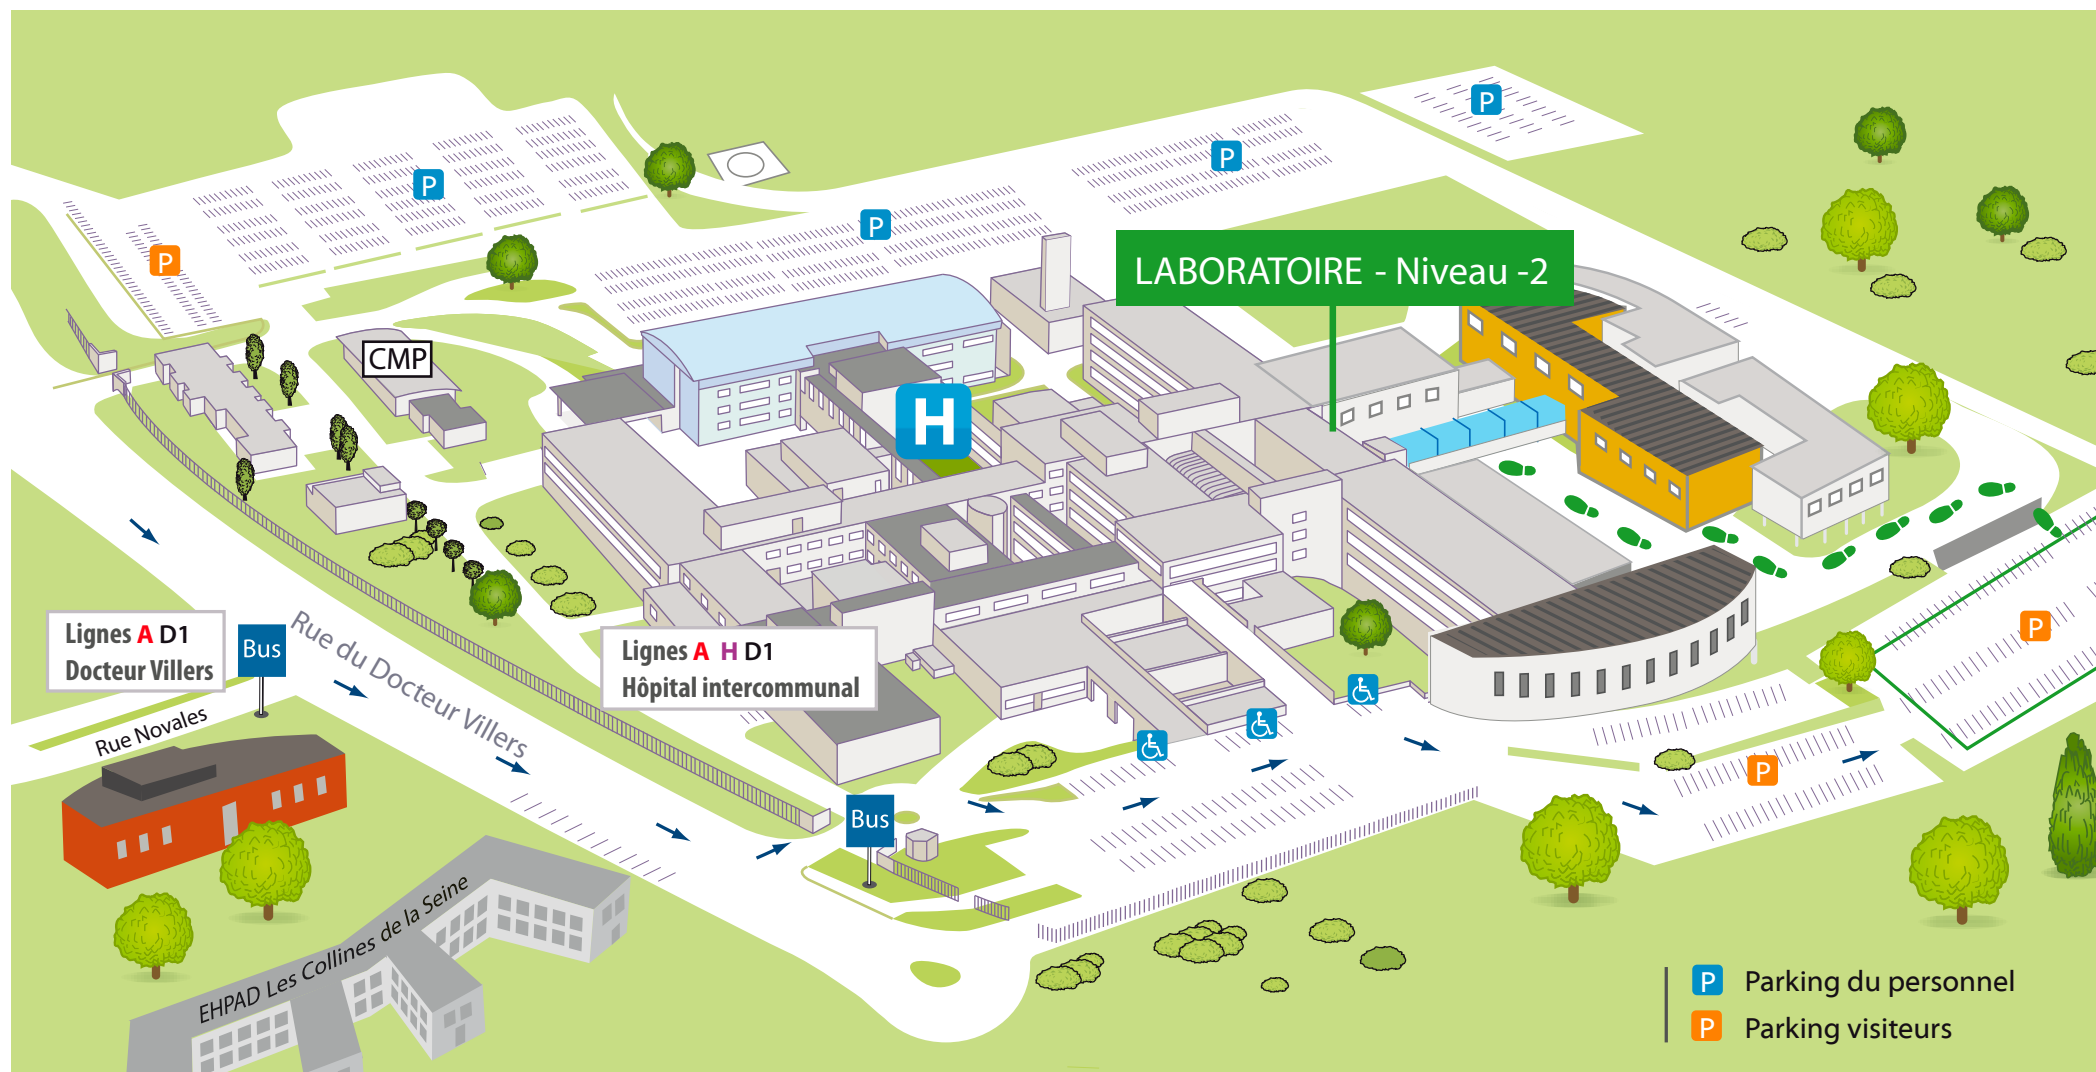 P
P
P
P
P
P
LABORATOIRE - Niveau -2
CMP
H
Lignes A D1
Docteur Villers
Bus
Rue du Docteur Villers
Lignes A H D1
Hôpital intercommunal
Rue Novales
P
P
Bus
EHPAD Les Collines de la Seine
P Parking du personnel
P Parking visiteurs